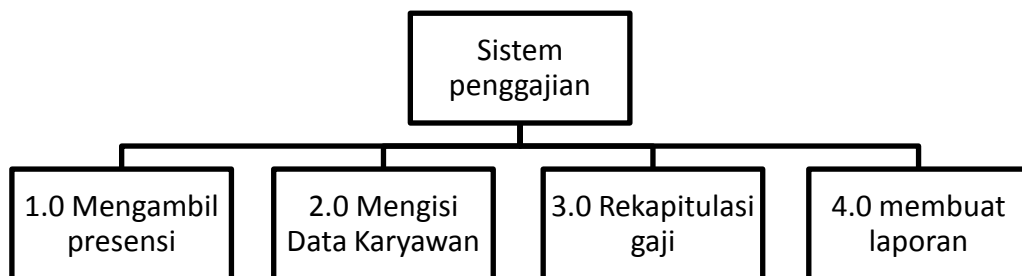 Sistem
penggajian
1.0 Mengambil
presensi
2.0 Mengisi
Data Karyawan
3.0 Rekapitulasi
gaji
4.0 membuat
laporan